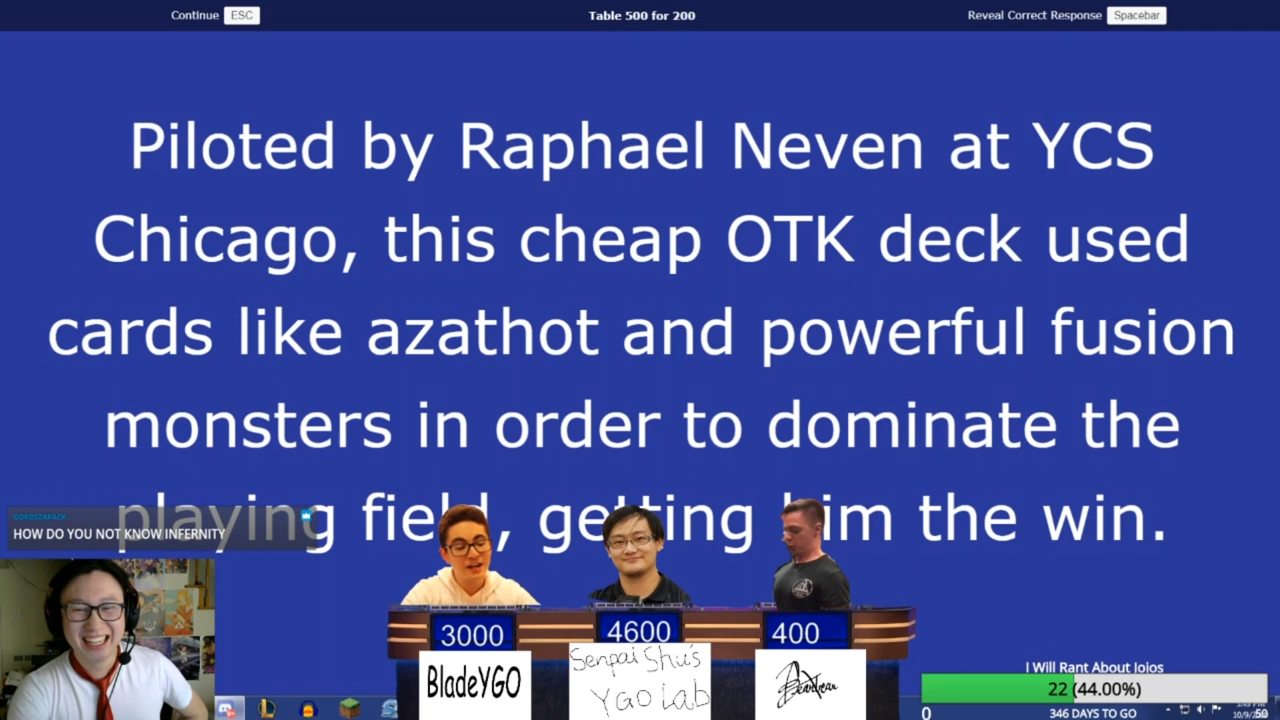 Continue ESC
Table 500 for 200
Reveal Correct Response Spacebar
Piloted by Raphael Neven at YCS
Chicago, this cheap OTK deck used
cards like azathot and powerful fusion
monsters in order to dominate the
playing field, getting him the win.
GORDSZARACK
HOW DO YOU NOT KNOW INFERNITY
3000
4600
400
BladeYGO
Senpai Shu's
YGO Lab
I Will Rant About Jojos
22 (44.00%)
0
346 DAYS TO GO
50